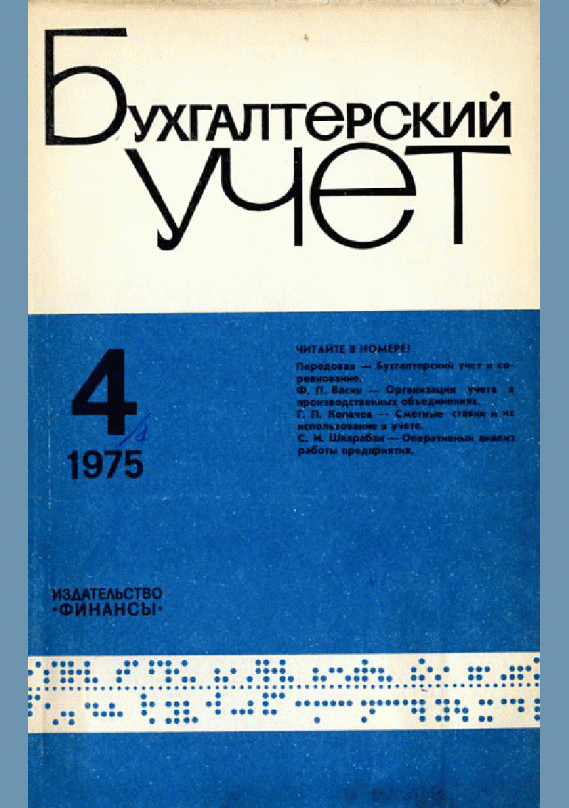 Бухгалтерский
учет
4
/1
1975
ЧИТАЙТЕ В НОМЕРЕ!
Передовая — Бухгалтерский учет и со-
ревнование.
Ф. П. Васин — Организация учета в
производственных объединениях.
Г. П. Копачев — Сметные ставки и их
использование в учете.
С. И. Шкарабан — Оперативный анализ
работы предприятия.
ИЗДАТЕЛЬСТВО
«ФИНАНСЫ»